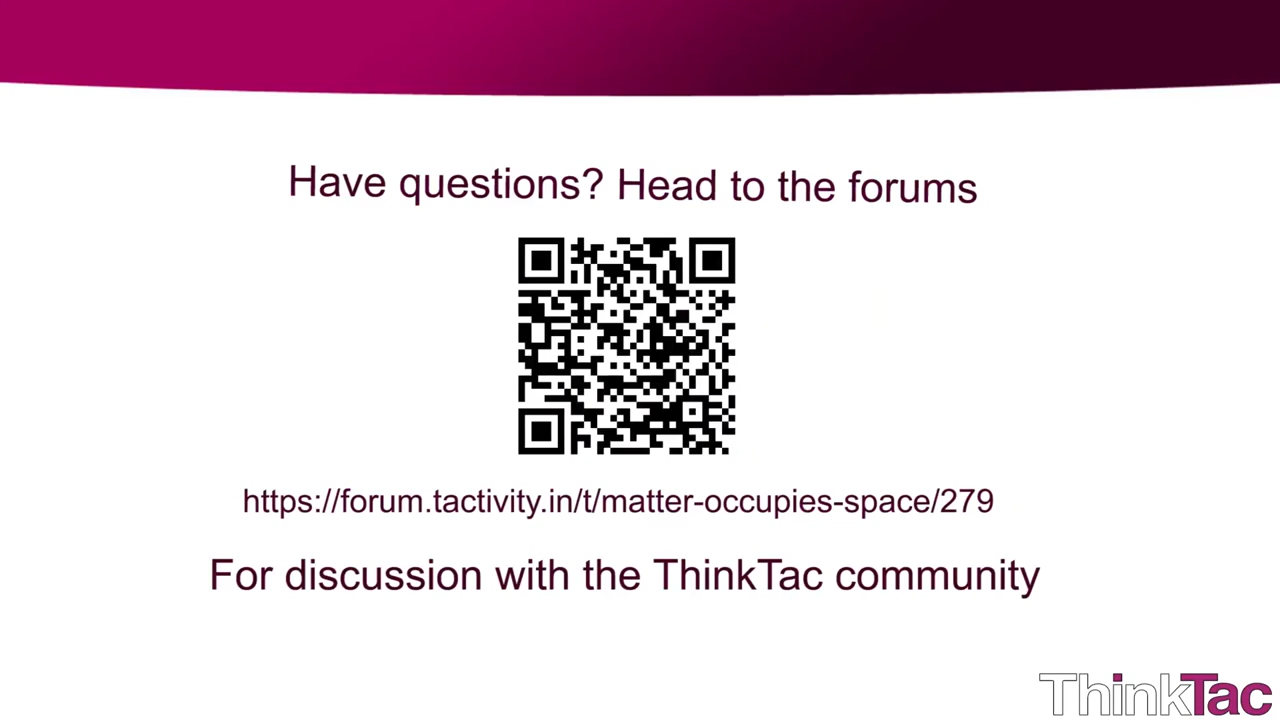 Have questions? Head to the forums
https://forum.tactivity.in/t/matter-occupies-space/279
For discussion with the ThinkTac community
ThinkTac